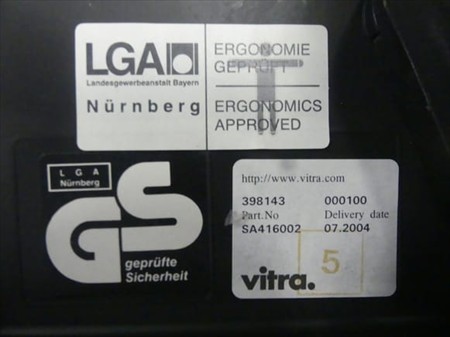 LGA
Landesgewerbeanstalt Bayern
Nürnberg
ERGONOMIE
GEPRÜFT
ERGONOMICS
APPROVED
T
LGA
Nürnberg
GS
geprüfte
Sicherheit
http://www.vitra.com
398143 000100
Part.No Delivery date
SA416002 07.2004
5
vitra.